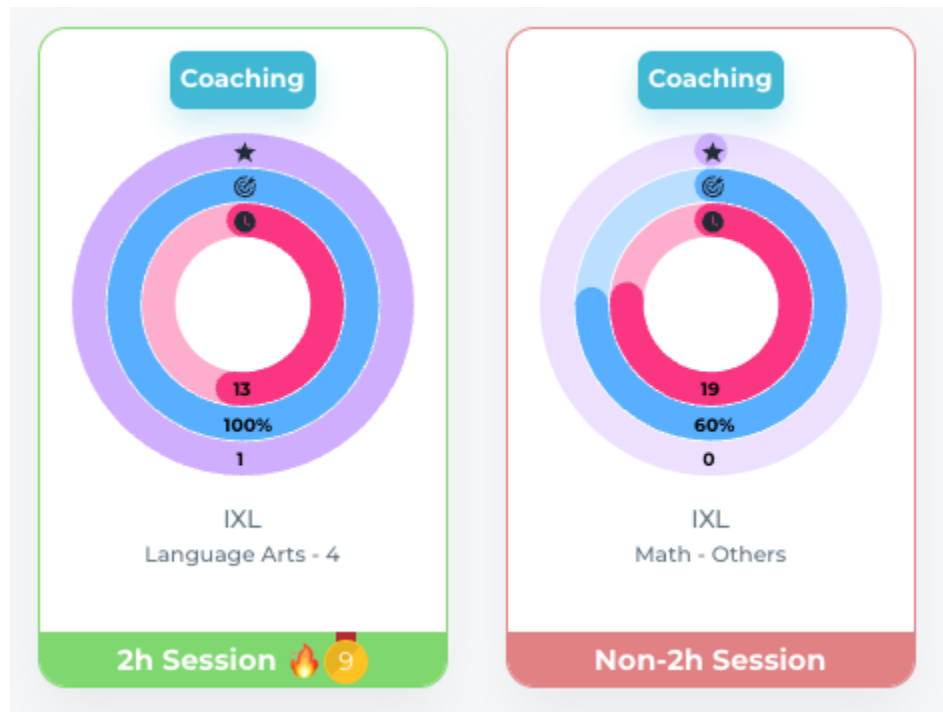 Coaching
13
100%
1
IXL
Language Arts - 4
2h Session 9
Coaching
19
60%
0
IXL
Math - Others
Non-2h Session